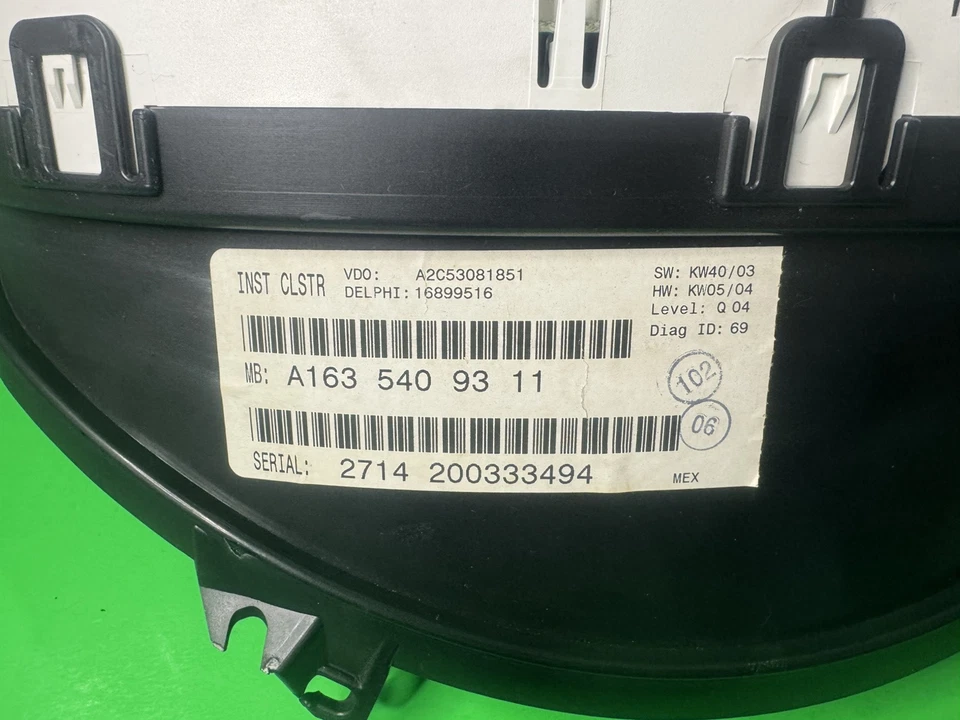 INST CLSTR VDO: A2C53081851
DELPHI: 16899516
SW: KW40/03
HW: KW05/04
Level: Q 04
Diag ID: 69
MB: A163 540 93 11
102
06
SERIAL: 2714 200333494
MEX